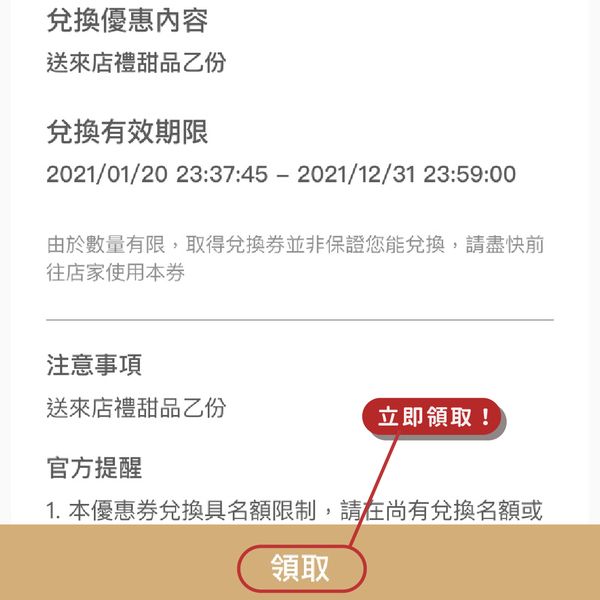 兌換優惠內容
送來店禮甜品乙份
兌換有效期限
2021/01/20 23:37:45 – 2021/12/31 23:59:00
由於數量有限，取得兌換券並非保證您能兌換，請盡快前
往店家使用本券
注意事項
送來店禮甜品乙份
立即領取！
官方提醒
1. 本優惠券兌換具名額限制，請在尚有兌換名額或
領取